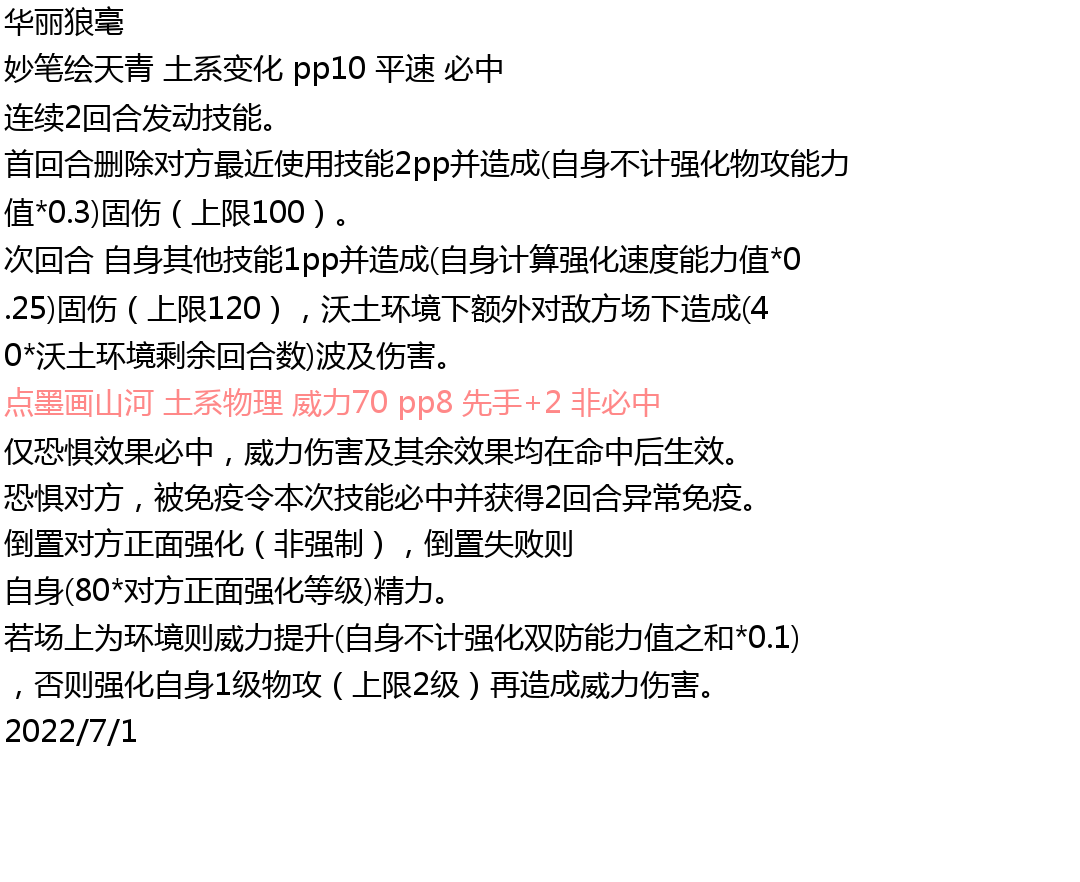 华丽狼毫
妙笔绘天青 土系变化 pp10 平速 必中
连续2回合发动技能。
首回合删除对方最近使用技能2pp并造成(自身不计强化物攻能力
值*0.3)固伤（上限100）。
次回合 自身其他技能1pp并造成(自身计算强化速度能力值*0
.25)固伤（上限120），沃土环境下额外对敌方场下造成(4
0*沃土环境剩余回合数)波及伤害。
点墨画山河 土系物理 威力70 pp8 先手+2 非必中
仅恐惧效果必中，威力伤害及其余效果均在命中后生效。
恐惧对方，被免疫令本次技能必中并获得2回合异常免疫。
倒置对方正面强化（非强制），倒置失败则
自身(80*对方正面强化等级)精力。
若场上为环境则威力提升(自身不计强化双防能力值之和*0.1)
，否则强化自身1级物攻（上限2级）再造成威力伤害。
2022/7/1